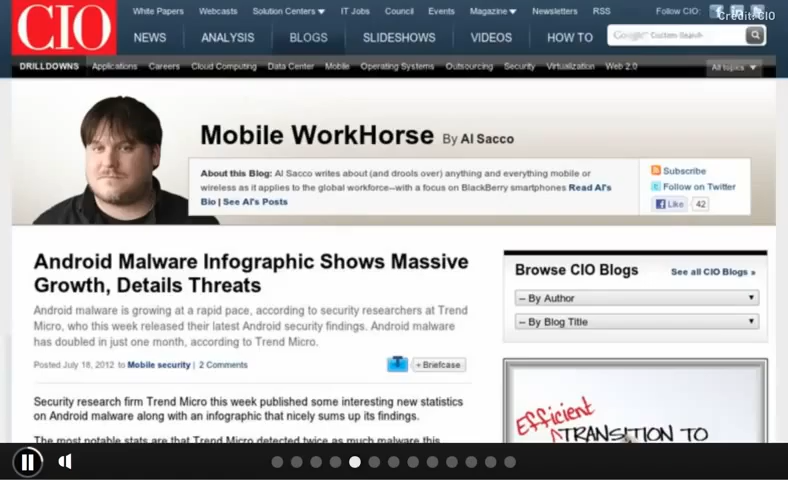 White Papers Webcasts Solution Centers IT Jobs Council Events Magazine Newsletters RSS Follow CIO:
Credit: CIO
CIO
NEWS ANALYSIS BLOGS SLIDESHOWS VIDEOS HOW TO
Google Custom Search
DRILLDOWNS Applications Careers Cloud Computing Data Center Mobile Operating Systems Outsourcing Security Virtualization Web 2.0 All topics
Mobile WorkHorse By Al Sacco
About this Blog: Al Sacco writes about (and drools over) anything and everything mobile or
wireless as it applies to the global workforce—with a focus on BlackBerry smartphones Read Al's
Bio | See Al's Posts
Subscribe
Follow on Twitter
Like 42
Android Malware Infographic Shows Massive
Growth, Details Threats
Android malware is growing at a rapid pace, according to security researchers at Trend
Micro, who this week released their latest Android security findings. Android malware
has doubled in just one month, according to Trend Micro.
Posted July 18, 2012 to Mobile security | 2 Comments
+ Briefcase
Security research firm Trend Micro this week published some interesting new statistics
on Android malware along with an infographic that nicely sums up its findings.
The most notable stats are that Trend Micro detected twice as much malware this
Browse CIO Blogs See all CIO Blogs »
-- By Author
-- By Blog Title
Efficient
TRANSITION TO